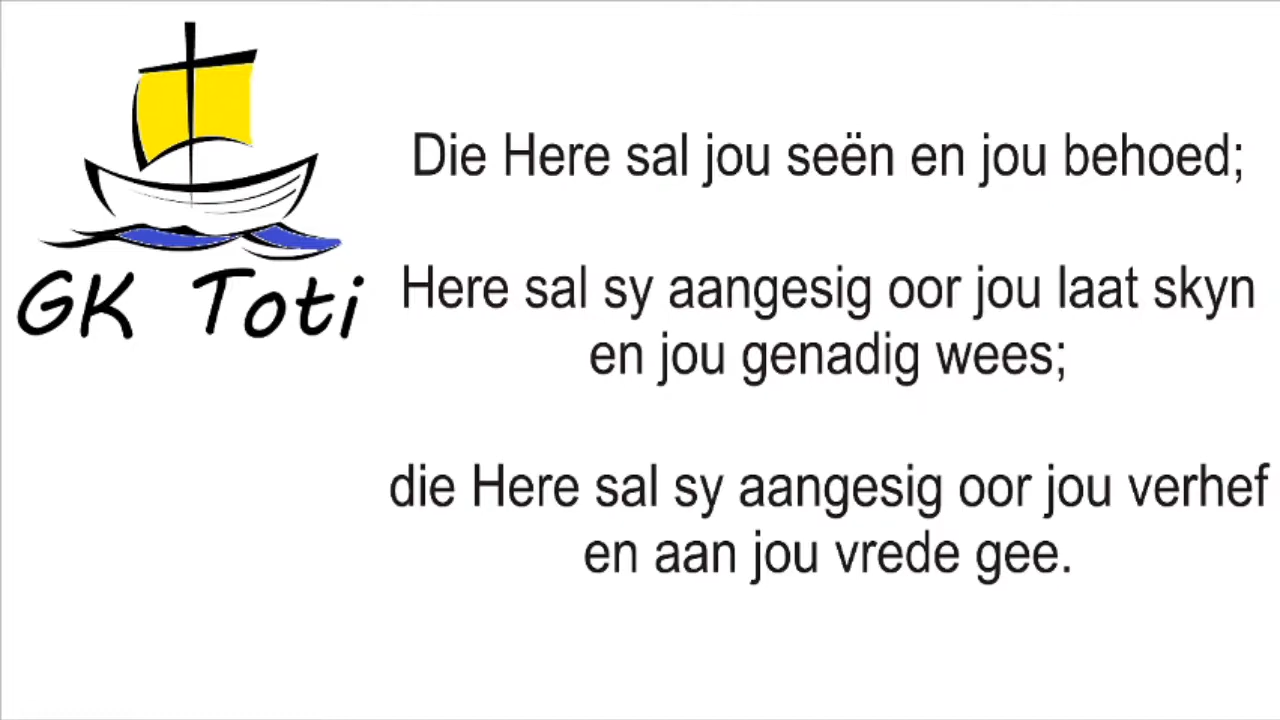 GK Toti
Die Here sal jou seën en jou behoed;
Here sal sy aangesig oor jou laat skyn
en jou genadig wees;
die Here sal sy aangesig oor jou verhef
en aan jou vrede gee.